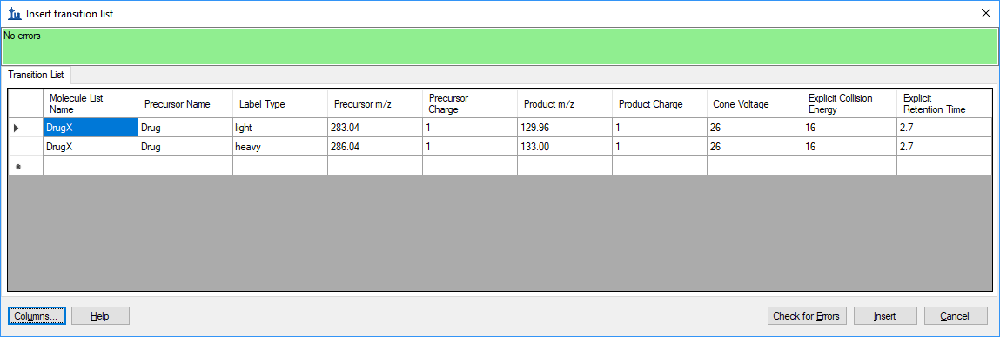 Insert transition list
No errors
Transition List
Molecule List Name Precursor Name Label Type Precursor m/z Precursor Charge Product m/z Product Charge Cone Voltage Explicit Collision Energy Explicit Retention Time
DrugX Drug light 283.04 1 129.96 1 26 16 2.7
DrugX Drug heavy 286.04 1 133.00 1 26 16 2.7
Columns... Help Check for Errors Insert Cancel